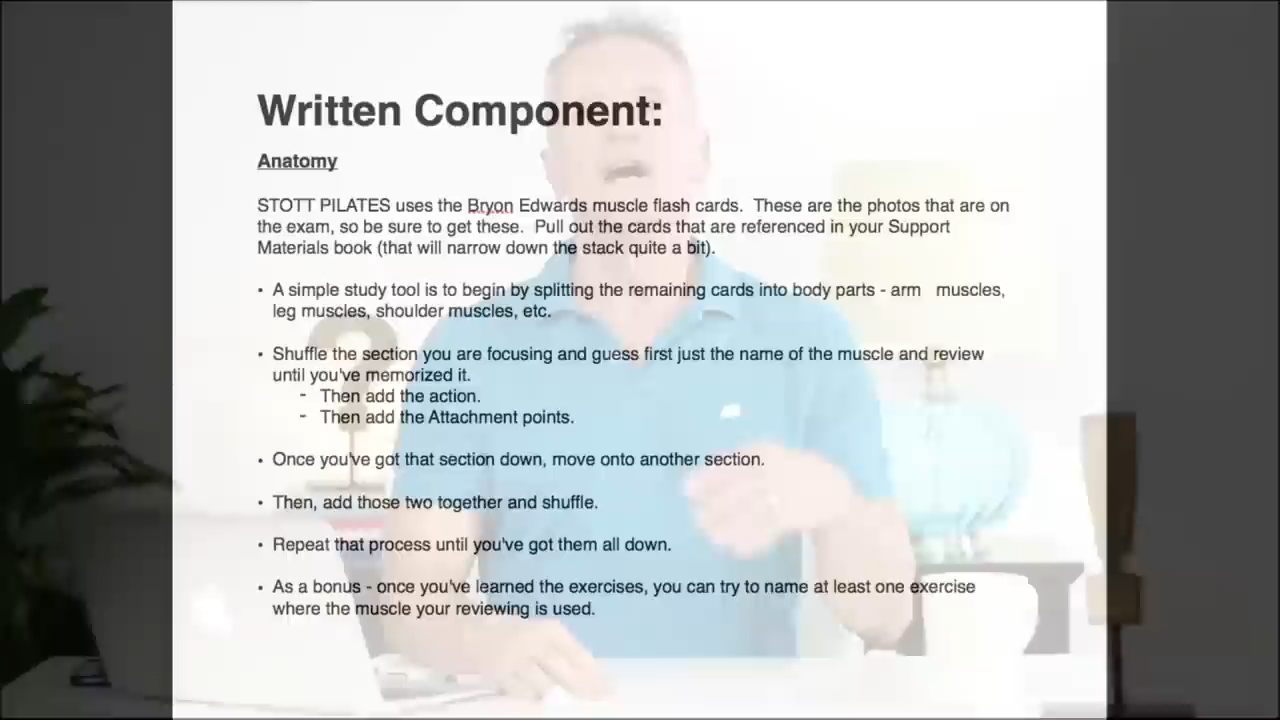 Written Component:
Anatomy
STOTT PILATES uses the Bryon Edwards muscle flash cards.  These are the photos that are on
the exam, so be sure to get these.  Pull out the cards that are referenced in your Support
Materials book (that will narrow down the stack quite a bit).
• A simple study tool is to begin by splitting the remaining cards into body parts - arm   muscles,
leg muscles, shoulder muscles, etc.
• Shuffle the section you are focusing and guess first just the name of the muscle and review
until you've memorized it.
- Then add the action.
- Then add the Attachment points.
• Once you've got that section down, move onto another section.
• Then, add those two together and shuffle.
• Repeat that process until you've got them all down.
• As a bonus - once you've learned the exercises, you can try to name at least one exercise
where the muscle your reviewing is used.